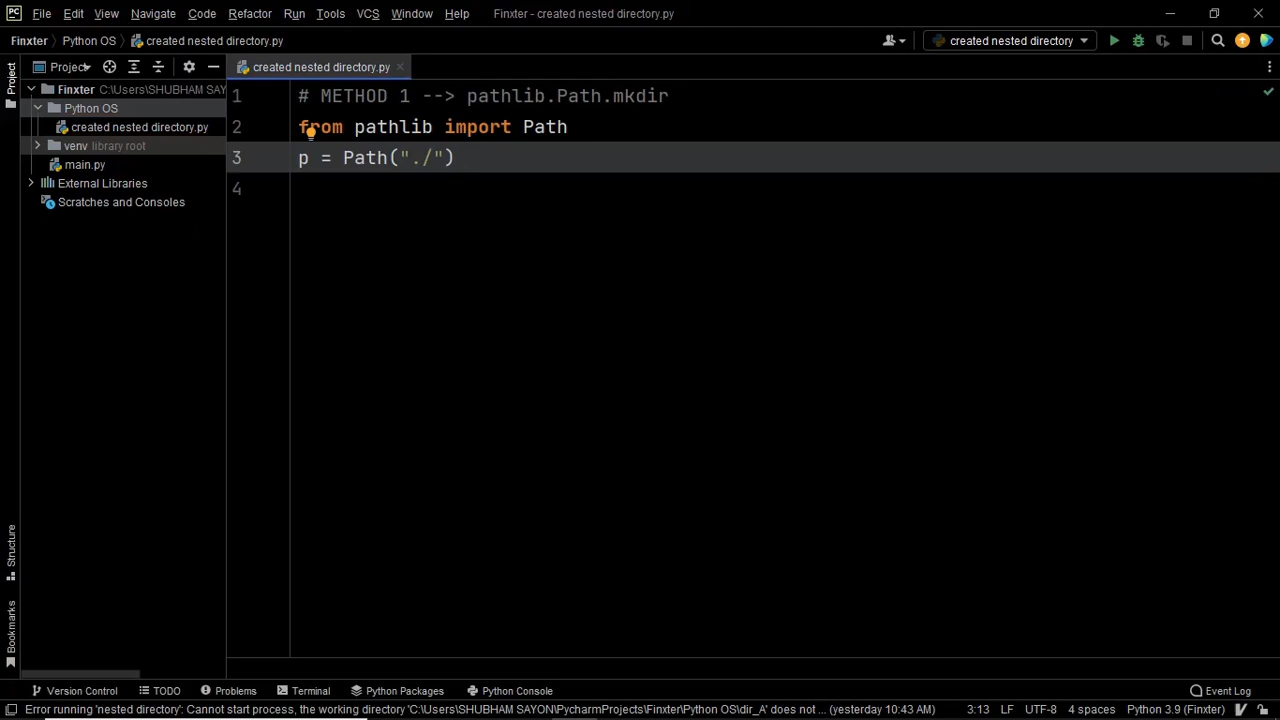 PC File Edit View Navigate Code Refactor Run Tools VCS Window Help Finxter - created nested directory.py
Finxter Python OS created nested directory.py created nested directory
Project created nested directory.py
Project
Finxter C:\Users\SHUBHAM SAY
Python OS
created nested directory.py
venv library root
main.py
External Libraries
Scratches and Consoles
1 # METHOD 1 --> pathlib.Path.mkdir
2 from pathlib import Path
3 p = Path("./")
4
Structure
Bookmarks
Version Control TODO Problems Terminal Python Packages Python Console Event Log
Error running 'nested directory': Cannot start process, the working directory 'C:\Users\SHUBHAM SAYON\PycharmProjects\Finxter\Python OS\dir_A' does not ... (yesterday 10:43 AM) 3:13 LF UTF-8 4 spaces Python 3.9 (Finxter)